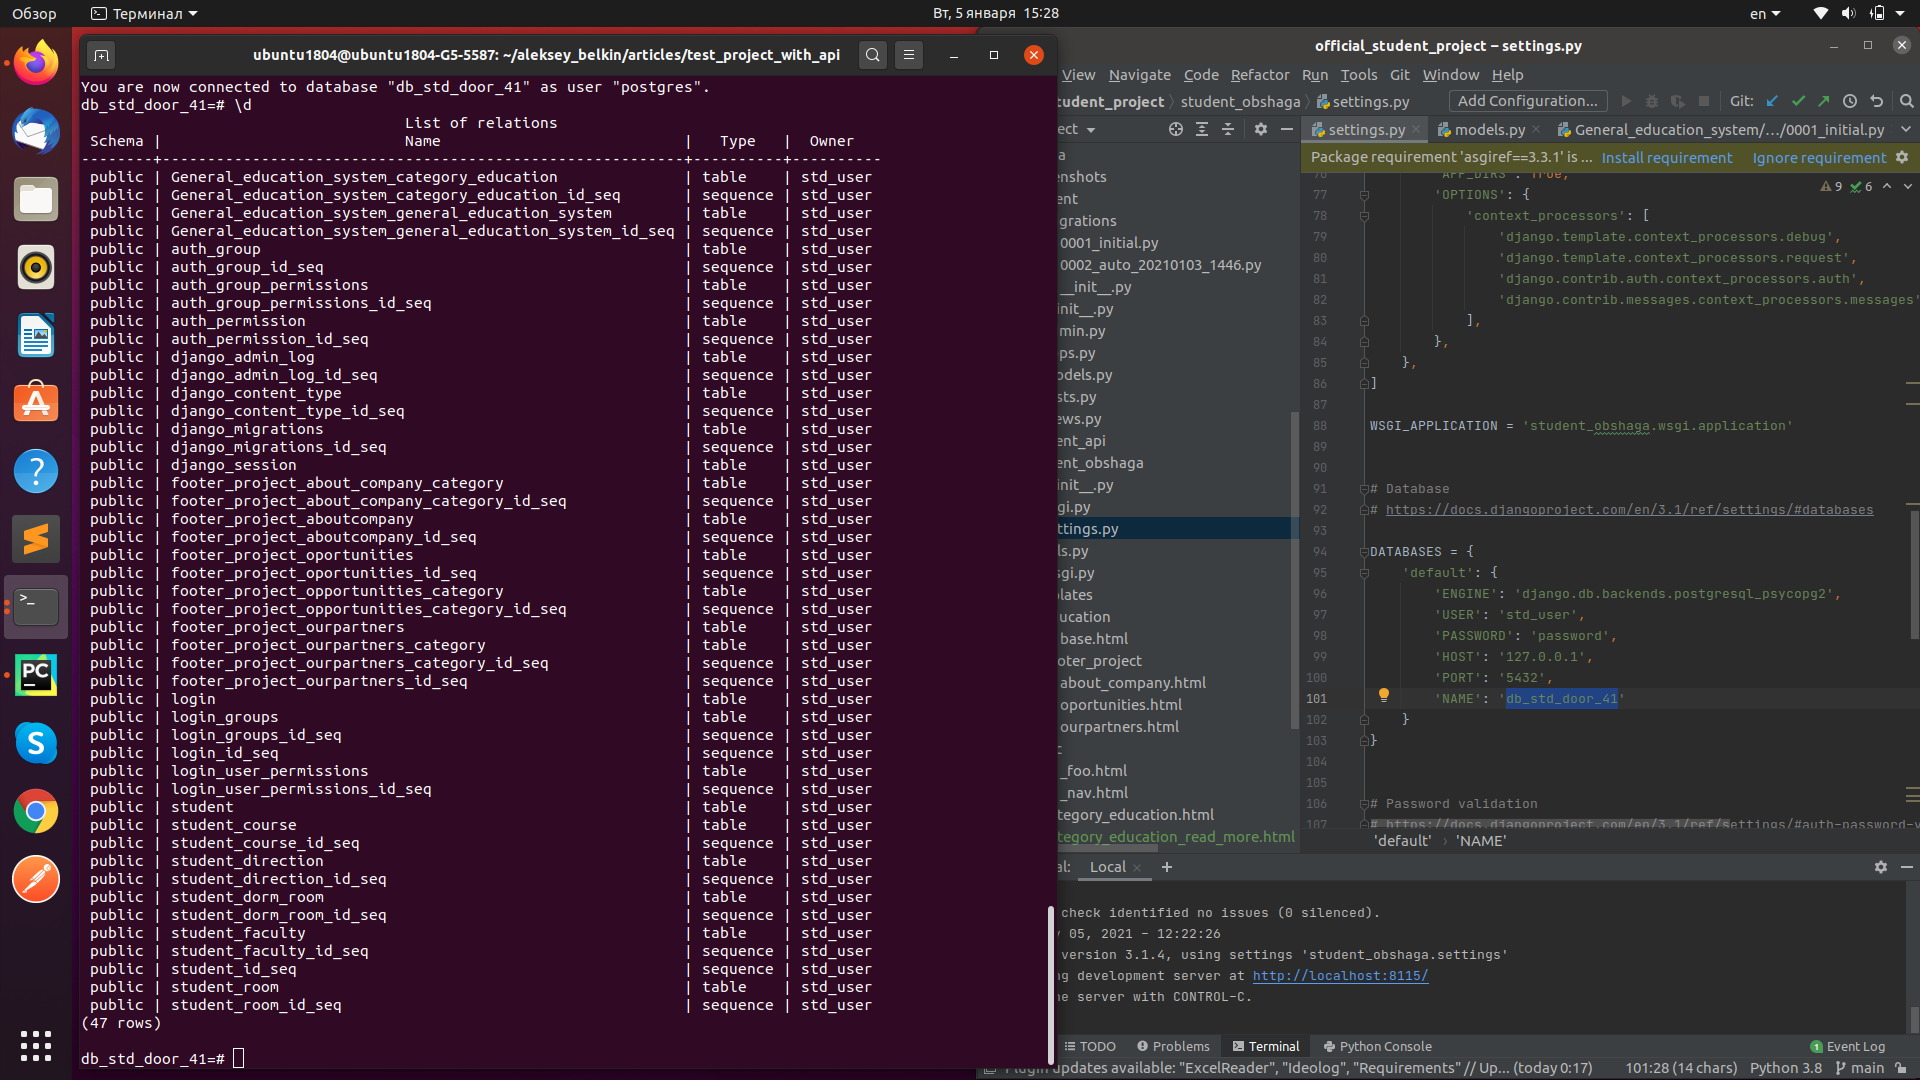 Обзор
Терминал
Вт, 5 января 15:28
en
ubuntu1804@ubuntu1804-G5-5587: ~/aleksey_belkin/articles/test_project_with_api
You are now connected to database "db_std_door_41" as user "postgres".
db_std_door_41=# \d
List of relations
Schema | Name | Type | Owner
--------+----------------------------------------------------------+----------+----------
public | General_education_system_category_education | table | std_user
public | General_education_system_category_education_id_seq | sequence | std_user
public | General_education_system_general_education_system | table | std_user
public | General_education_system_general_education_system_id_seq | sequence | std_user
public | auth_group | table | std_user
public | auth_group_id_seq | sequence | std_user
public | auth_group_permissions | table | std_user
public | auth_group_permissions_id_seq | sequence | std_user
public | auth_permission | table | std_user
public | auth_permission_id_seq | sequence | std_user
public | django_admin_log | table | std_user
public | django_admin_log_id_seq | sequence | std_user
public | django_content_type | table | std_user
public | django_content_type_id_seq | sequence | std_user
public | django_migrations | table | std_user
public | django_migrations_id_seq | sequence | std_user
public | django_session | table | std_user
public | footer_project_about_company_category | table | std_user
public | footer_project_about_company_category_id_seq | sequence | std_user
public | footer_project_aboutcompany | table | std_user
public | footer_project_aboutcompany_id_seq | sequence | std_user
public | footer_project_oportunities | table | std_user
public | footer_project_oportunities_id_seq | sequence | std_user
public | footer_project_opportunities_category | table | std_user
public | footer_project_opportunities_category_id_seq | sequence | std_user
public | footer_project_ourpartners | table | std_user
public | footer_project_ourpartners_category | table | std_user
public | footer_project_ourpartners_category_id_seq | sequence | std_user
public | footer_project_ourpartners_id_seq | sequence | std_user
public | login | table | std_user
public | login_groups | table | std_user
public | login_groups_id_seq | sequence | std_user
public | login_id_seq | sequence | std_user
public | login_user_permissions | table | std_user
public | login_user_permissions_id_seq | sequence | std_user
public | student | table | std_user
public | student_course | table | std_user
public | student_course_id_seq | sequence | std_user
public | student_direction | table | std_user
public | student_direction_id_seq | sequence | std_user
public | student_dorm_room | table | std_user
public | student_dorm_room_id_seq | sequence | std_user
public | student_faculty | table | std_user
public | student_faculty_id_seq | sequence | std_user
public | student_id_seq | sequence | std_user
public | student_room | table | std_user
public | student_room_id_seq | sequence | std_user
(47 rows)
db_std_door_41=#
official_student_project – settings.py
View Navigate Code Refactor Run Tools Git Window Help
tudent_project student_obshaga settings.py Add Configuration... Git:
ect
settings.py models.py General_education_system/.../0001_initial.py
Package requirement 'asgiref==3.3.1' is ... Install requirement Ignore requirement
9 6
a
enshots
ent
grations
0001_initial.py
0002_auto_20210103_1446.py
__init__.py
init__.py
min.py
ps.py
odels.py
sts.py
ews.py
ent_api
ent_obshaga
init__.py
gi.py
ttings.py
ls.py
sgi.py
plates
ucation
base.html
oter_project
about_company.html
oportunities.html
ourpartners.html
_foo.html
_nav.html
tegory_education.html
tegory_education_read_more.html
76 'APP_DIRS': True,
77 'OPTIONS': {
78 'context_processors': [
79 'django.template.context_processors.debug',
80 'django.template.context_processors.request',
81 'django.contrib.auth.context_processors.auth',
82 'django.contrib.messages.context_processors.messages'
83 ],
84 },
85 },
86 ]
87
88 WSGI_APPLICATION = 'student_obshaga.wsgi.application'
89
90
91 # Database
92 # https://docs.djangoproject.com/en/3.1/ref/settings/#databases
93
94 DATABASES = {
95 'default': {
96 'ENGINE': 'django.db.backends.postgresql_psycopg2',
97 'USER': 'std_user',
98 'PASSWORD': 'password',
99 'HOST': '127.0.0.1',
100 'PORT': '5432',
101 'NAME': 'db_std_door_41'
102 }
103 }
104
105
106 # Password validation
107 # https://docs.djangoproject.com/en/3.1/ref/settings/#auth-password-v
'default' 'NAME'
al: Local +
check identified no issues (0 silenced).
y 05, 2021 - 12:22:26
version 3.1.4, using settings 'student_obshaga.settings'
ng development server at http://localhost:8115/
he server with CONTROL-C.
TODO Problems Terminal Python Console 1 Event Log
Plugin updates available: "ExcelReader", "Ideolog", "Requirements" // Up... (today 0:17) 101:28 (14 chars) Python 3.8 main